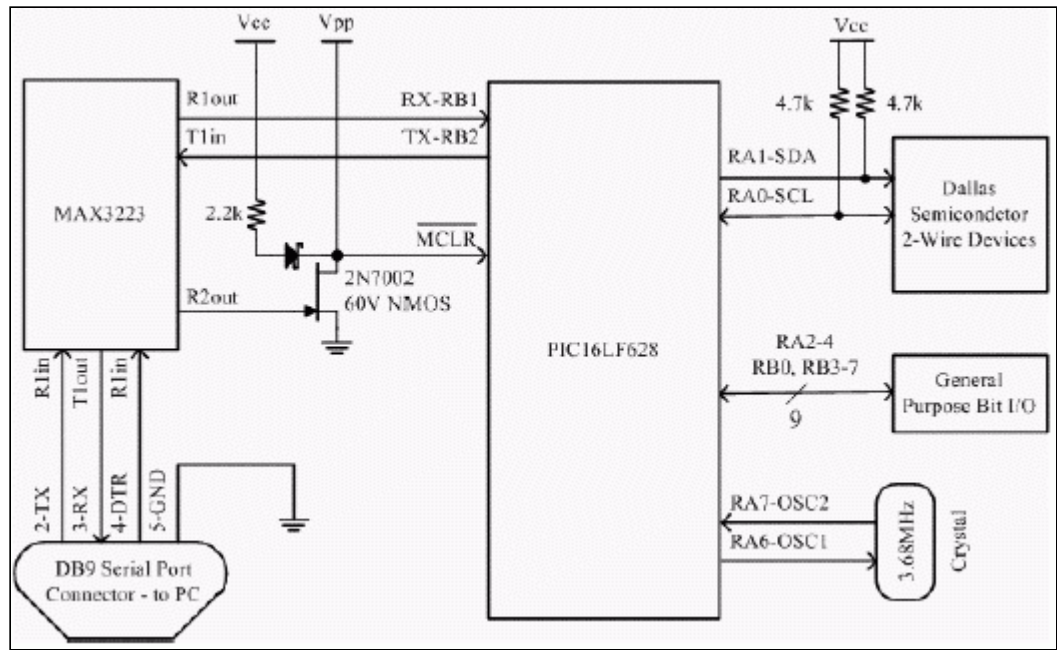 Vcc
Vpp
Vcc
R1out
RX-RB1
4.7k
4.7k
T1in
TX-RB2
RA1-SDA
MAX3223
RA0-SCL
Dallas
Semicondetor
2-Wire Devices
2.2k
MCLR
2N7002
60V NMOS
R2out
PIC16LF628
RA2-4
RB0, RB3-7
9
General
Purpose Bit I/O
R1in
T1out
R1in
2-TX
3-RX
4-DTR
5-GND
RA7-OSC2
RA6-OSC1
3.68MHz
Crystal
DB9 Serial Port
Connector - to PC